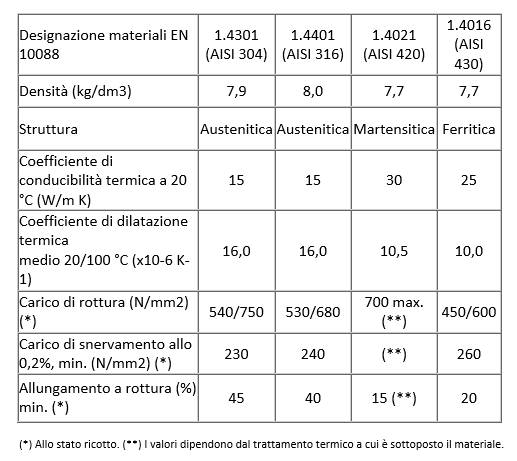 Designazione materiali EN 10088 1.4301 (AISI 304) 1.4401 (AISI 316) 1.4021 (AISI 420) 1.4016 (AISI 430)
Densità (kg/dm3) 7,9 8,0 7,7 7,7
Struttura Austenitica Austenitica Martensitica Ferritica
Coefficiente di conducibilità termica a 20 °C (W/m K) 15 15 30 25
Coefficiente di dilatazione termica medio 20/100 °C (x10-6 K-1) 16,0 16,0 10,5 10,0
Carico di rottura (N/mm2) (*) 540/750 530/680 700 max. (**) 450/600
Carico di snervamento allo 0,2%, min. (N/mm2) (*) 230 240 (**) 260
Allungamento a rottura (%) min. (*) 45 40 15 (**) 20
(*) Allo stato ricotto. (**) I valori dipendono dal trattamento termico a cui è sottoposto il materiale.